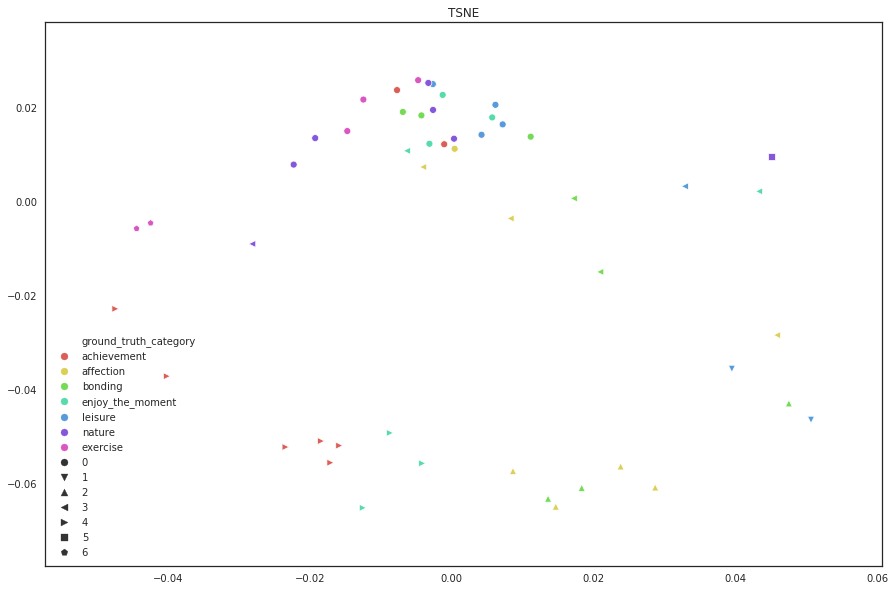 TSNE
0.02
0.00
−0.02
−0.04
−0.06
ground_truth_category
achievement
affection
bonding
enjoy_the_moment
leisure
nature
exercise
0
1
2
3
4
5
6
−0.04 −0.02 0.00 0.02 0.04 0.06